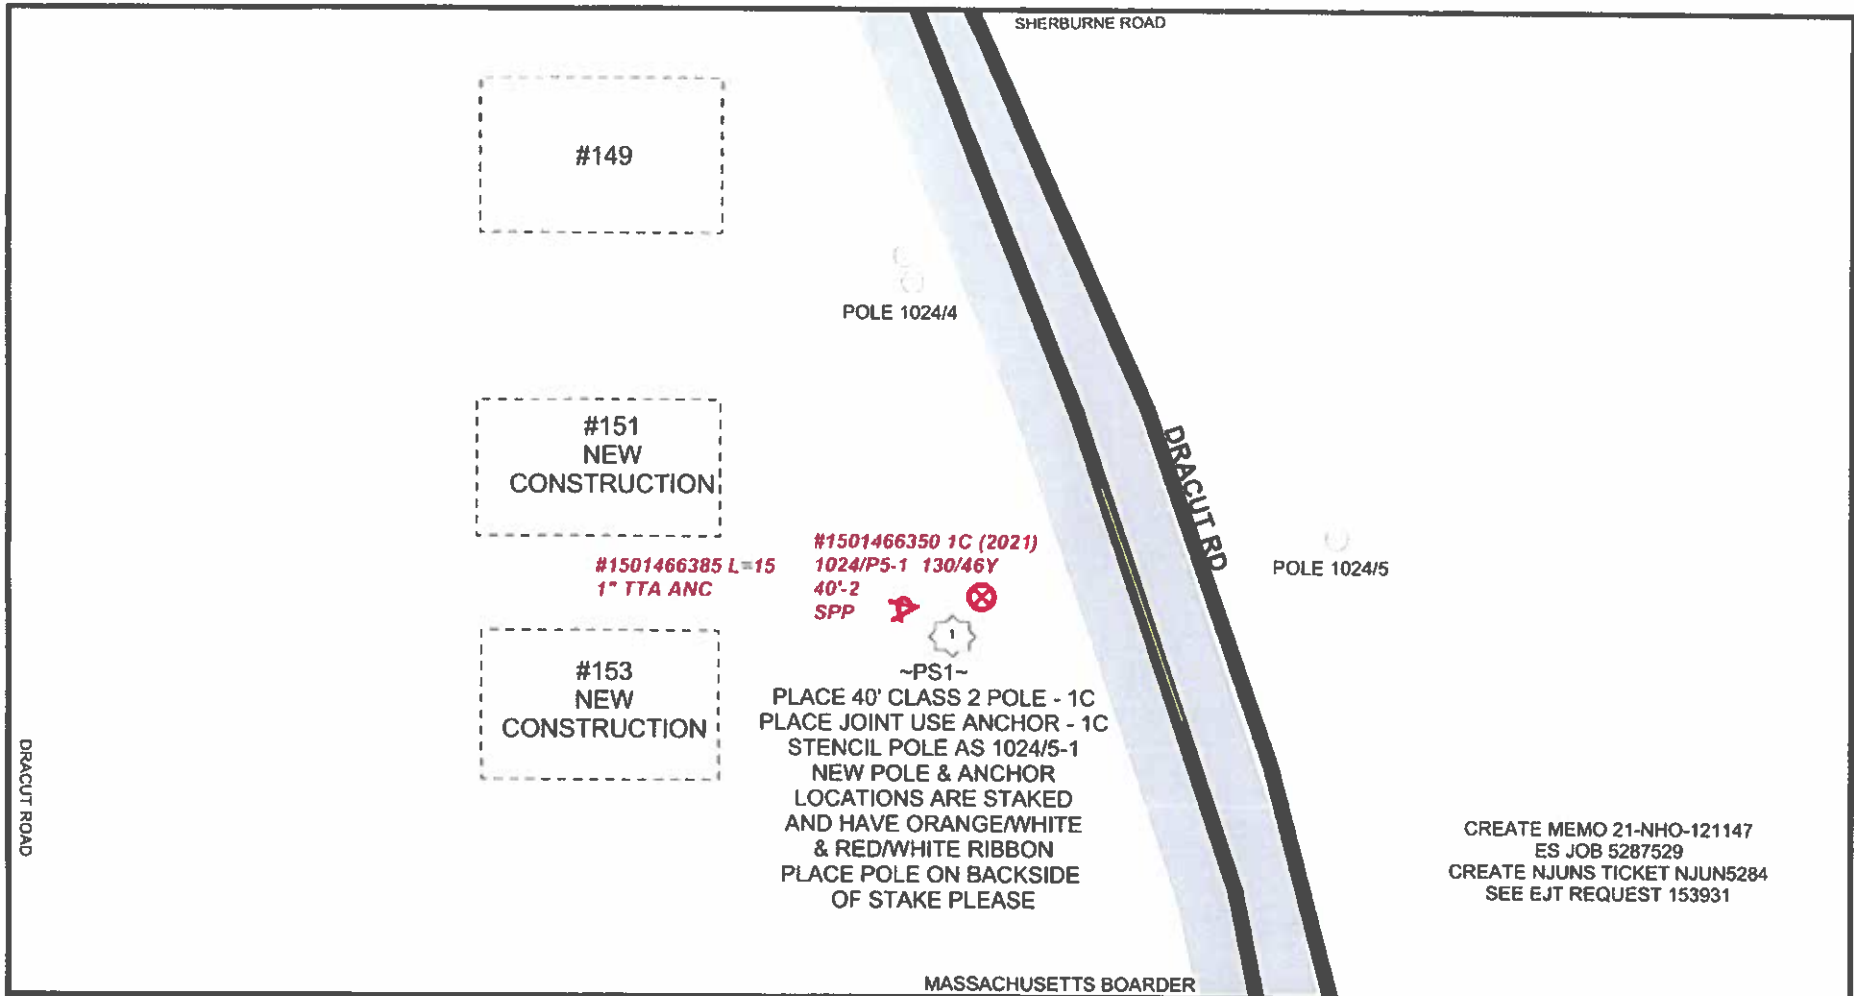 SHERBURNE ROAD
#149
POLE 1024/4
#151
NEW
CONSTRUCTION
DRACUT RD
#1501466350 1C (2021)
1024/P5-1 130/46Y
40'-2
SPP
#1501466385 L=15
1" TTA ANC
POLE 1024/5
1
#153
NEW
CONSTRUCTION
~PS1~
PLACE 40' CLASS 2 POLE - 1C
PLACE JOINT USE ANCHOR - 1C
STENCIL POLE AS 1024/5-1
NEW POLE & ANCHOR
LOCATIONS ARE STAKED
AND HAVE ORANGE/WHITE
& RED/WHITE RIBBON
PLACE POLE ON BACKSIDE
OF STAKE PLEASE
DRACUT ROAD
CREATE MEMO 21-NHO-121147
ES JOB 5287529
CREATE NJUNS TICKET NJUN5284
SEE EJT REQUEST 153931
MASSACHUSETTS BOARDER